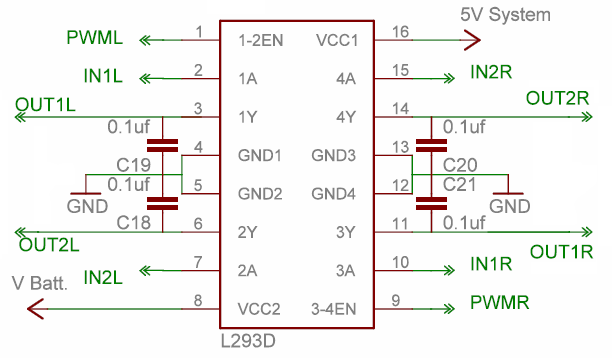 5V System
PWML 1 1-2EN VCC1 16
IN1L 2 1A 4A 15 IN2R
OUT1L 3 1Y 4Y 14 OUT2R
0.1uf 0.1uf
4 GND1 GND3 13
C19 C20
0.1uf C21
GND 5 GND2 GND4 12 GND
C18 0.1uf
6 2Y 3Y 11
OUT2L OUT1R
IN2L 7 2A 3A 10 IN1R
V Batt.
8 VCC2 3-4EN 9 PWMR
L293D